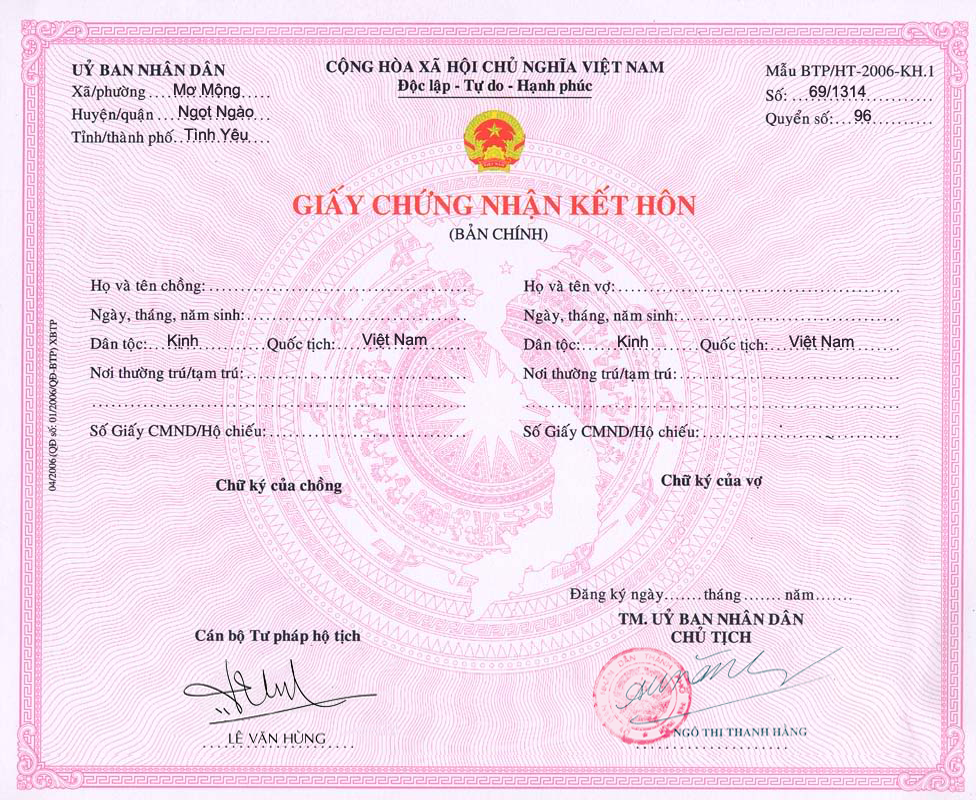 UỶ BAN NHÂN DÂN
Xã/phường....Mơ Mộng....
Huyện/quận....Ngọt Ngào...
Tỉnh/thành phố..Tình Yêu....
CỘNG HÒA XÃ HỘI CHỦ NGHĨA VIỆT NAM
Độc lập - Tự do - Hạnh phúc
Mẫu BTP/HT-2006-KH.1
Số: ...69/1314..............
Quyển số:....96............
GIẤY CHỨNG NHẬN KẾT HÔN
(BẢN CHÍNH)
Họ và tên chồng:
Ngày, tháng, năm sinh:
Dân tộc:...Kinh............Quốc tịch:......Việt Nam.......
Nơi thường trú/tạm trú:
Số Giấy CMND/Hộ chiếu:
Chữ ký của chồng
Họ và tên vợ:
Ngày, tháng, năm sinh:
Dân tộc:....Kinh..........Quốc tịch:....Việt Nam.........
Nơi thường trú/tạm trú:
Số Giấy CMND/Hộ chiếu:
Chữ ký của vợ
04/2006.(QĐ số: 01/2006/QĐ-BTP) XBTP
Đăng ký ngày.......tháng....... năm.......
TM. UỶ BAN NHÂN DÂN
CHỦ TỊCH
NGÔ THỊ THANH HẰNG
Cán bộ Tư pháp hộ tịch
LÊ VĂN HÙNG